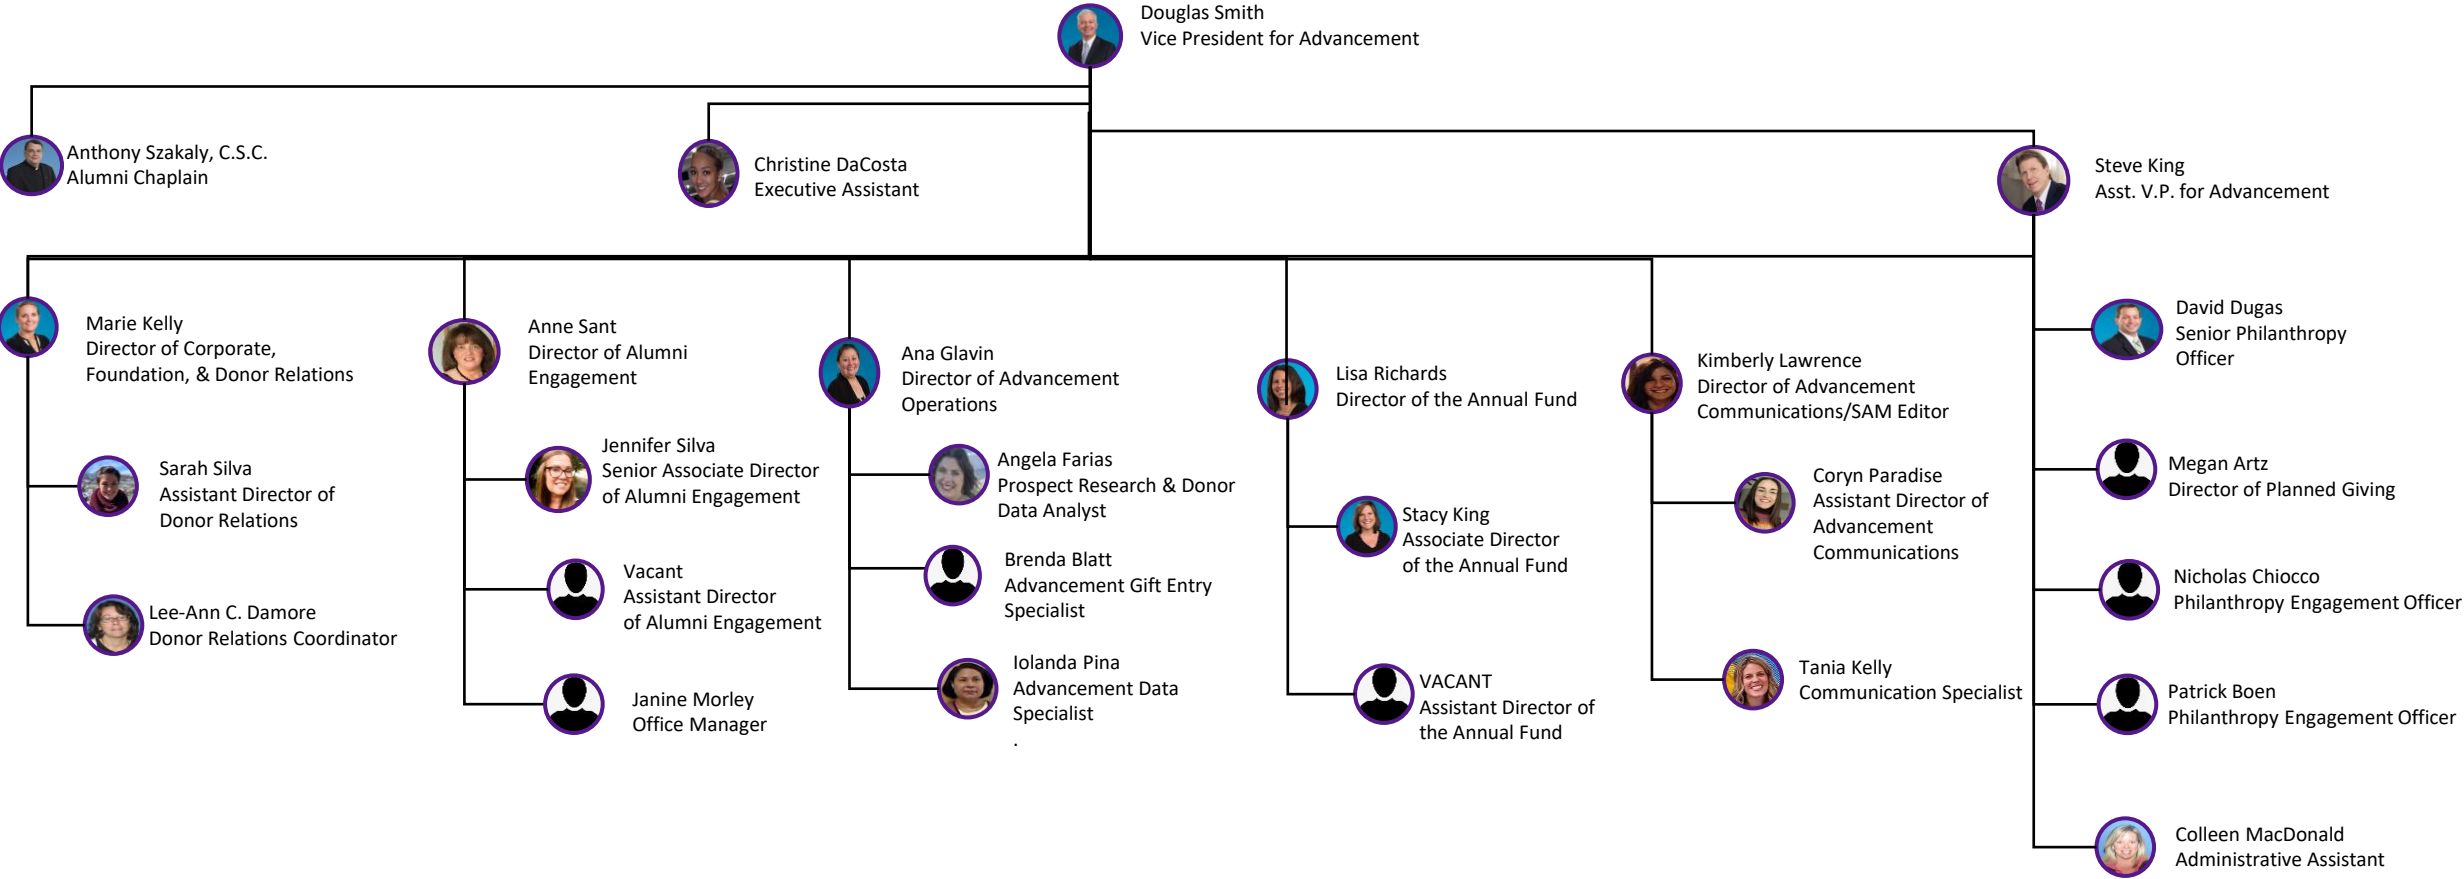 Douglas Smith
Vice President for Advancement
Anthony Szakaly, C.S.C.
Alumni Chaplain
Christine DaCosta
Executive Assistant
Steve King
Asst. V.P. for Advancement
Marie Kelly
Director of Corporate,
Foundation, & Donor Relations
Sarah Silva
Assistant Director of
Donor Relations
Lee-Ann C. Damore
Donor Relations Coordinator
Anne Sant
Director of Alumni
Engagement
Jennifer Silva
Senior Associate Director
of Alumni Engagement
Vacant
Assistant Director
of Alumni Engagement
Janine Morley
Office Manager
Ana Glavin
Director of Advancement
Operations
Angela Farias
Prospect Research & Donor
Data Analyst
Brenda Blatt
Advancement Gift Entry
Specialist
Iolanda Pina
Advancement Data
Specialist
.
Lisa Richards
Director of the Annual Fund
Stacy King
Associate Director
of the Annual Fund
VACANT
Assistant Director of
the Annual Fund
Kimberly Lawrence
Director of Advancement
Communications/SAM Editor
Coryn Paradise
Assistant Director of
Advancement
Communications
Tania Kelly
Communication Specialist
David Dugas
Senior Philanthropy
Officer
Megan Artz
Director of Planned Giving
Nicholas Chiocco
Philanthropy Engagement Officer
Patrick Boen
Philanthropy Engagement Officer
Colleen MacDonald
Administrative Assistant